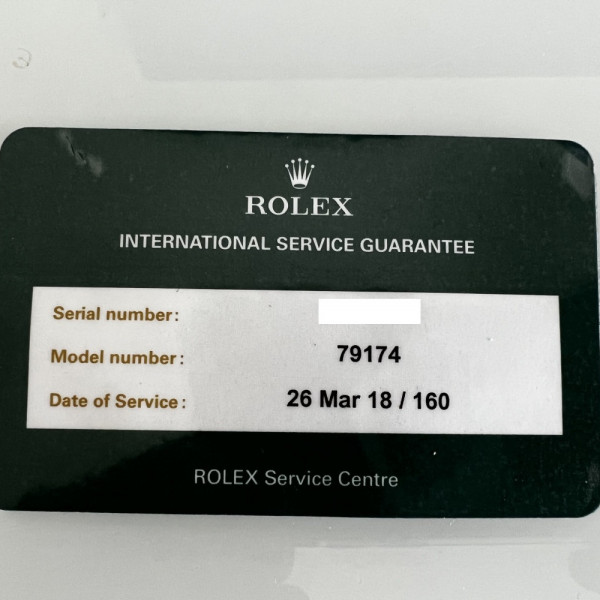 ROLEX
INTERNATIONAL SERVICE GUARANTEE
Serial number:
Model number: 79174
Date of Service: 26 Mar 18 / 160
ROLEX Service Centre